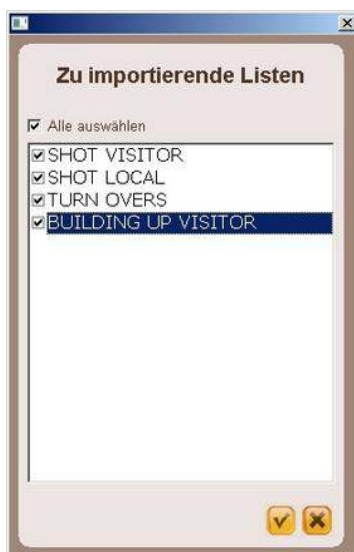 Zu importierende Listen
Alle auswählen
SHOT VISITOR
SHOT LOCAL
TURN OVERS
BUILDING UP VISITOR